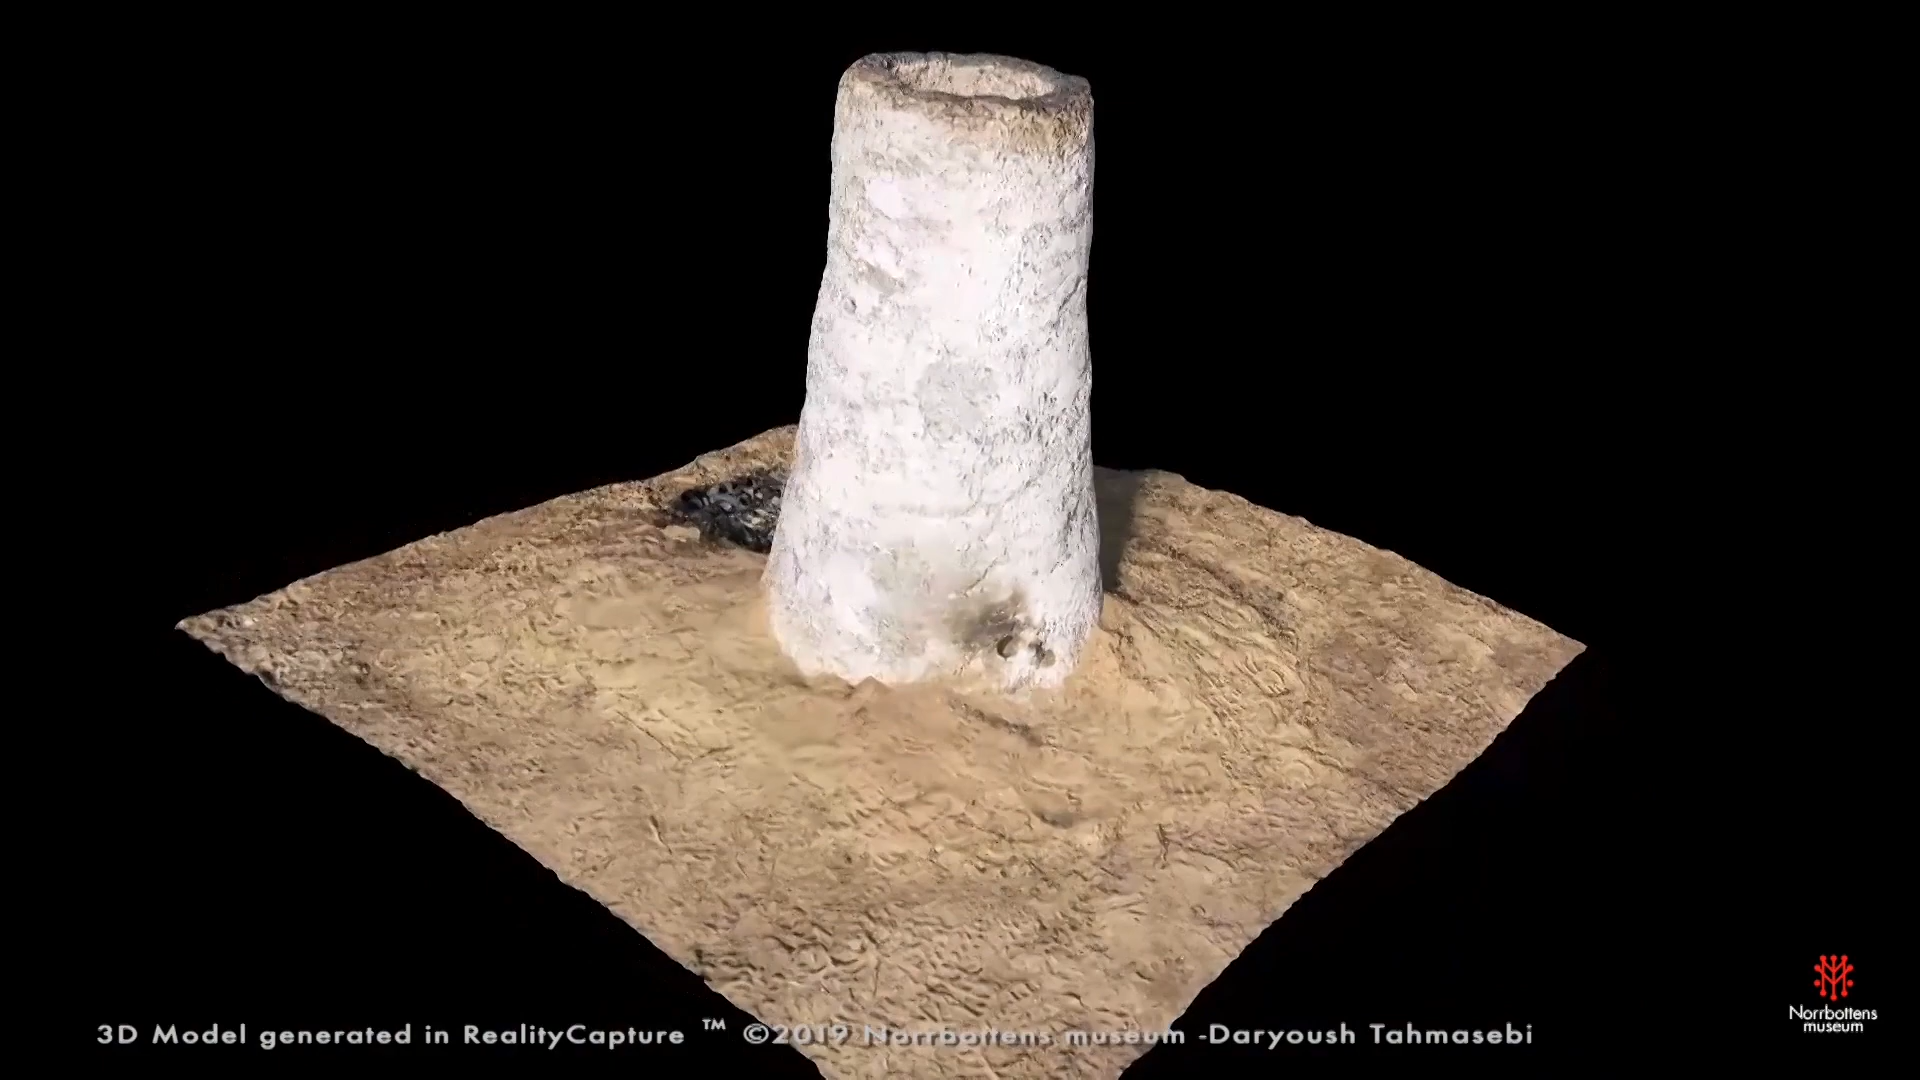 3D Model generated in RealityCapture ™ ©2019 Norrbottens museum -Daryoush Tahmasebi
Norrbottens
museum